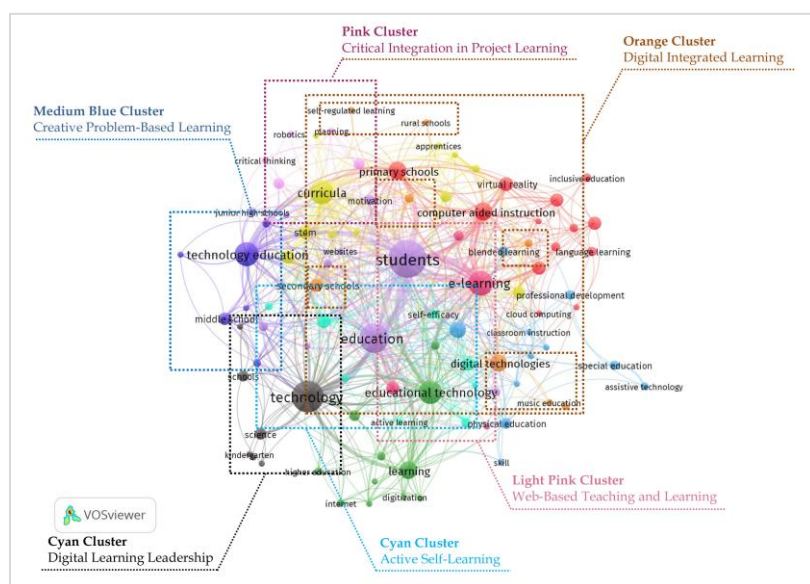 Pink Cluster
Critical Integration in Project Learning
Orange Cluster
Digital Integrated Learning
Medium Blue Cluster
Creative Problem-Based Learning
self-regulated learning
robotics
planning
rural schools
apprentices
critical thinking
primary schools
virtual reality
inclusive education
curricula
motivation
junior high schools
computer aided instruction
stem
websites
technology education
students
blended learning
language learning
secondary schools
e-learning
professional development
middle school
self-efficacy
cloud computing
classroom instruction
education
digital technologies
special education
schools
technology
educational technology
assistive technology
music education
science
active learning
physical education
kindergarten
higher education
learning
skill
internet
digitization
Light Pink Cluster
Web-Based Teaching and Learning
VOSviewer
Cyan Cluster
Digital Learning Leadership
Cyan Cluster
Active Self-Learning